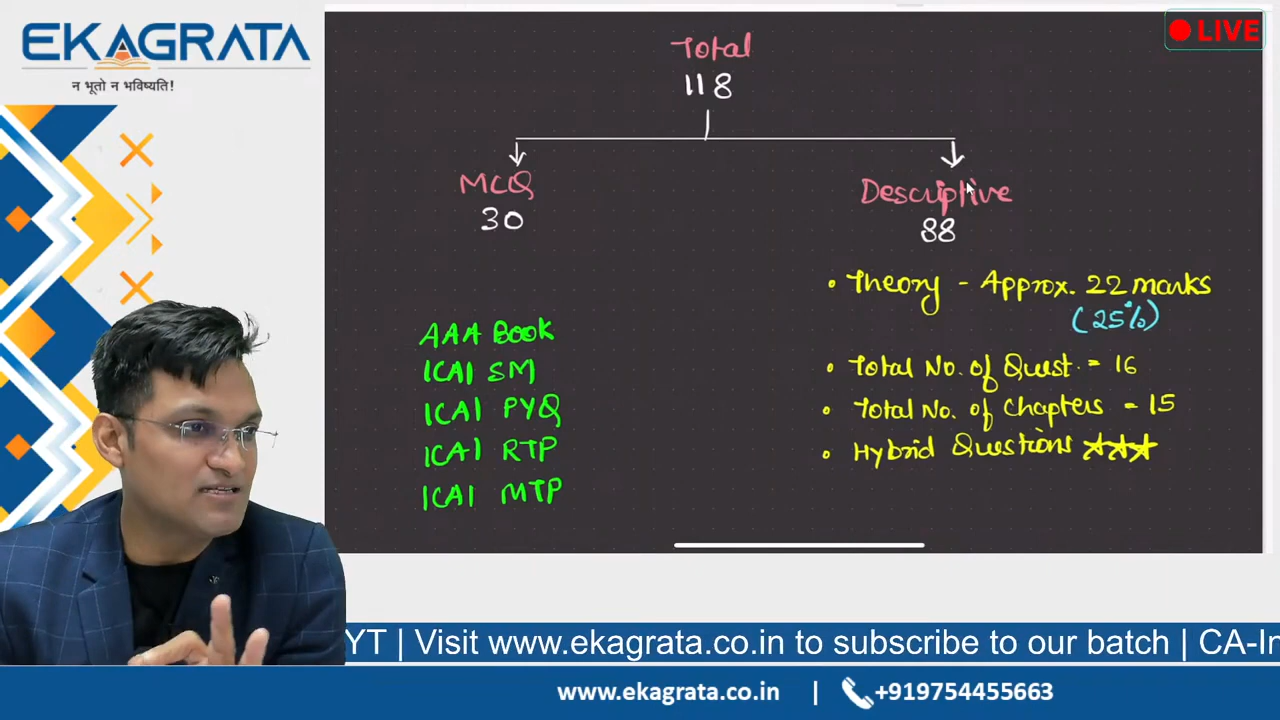 EKAGRATA
न भूतो न भविष्यति!
LIVE
Total
118
MCQ
30
Descriptive
88
• Theory - Approx. 22 marks
(25%)
• Total No. of Quest. = 16
• Total No. of Chapters = 15
• Hybrid Questions ★★★
AAA Book
ICAI SM
ICAI PYQ
ICAI RTP
ICAI MTP
YT | Visit www.ekagrata.co.in to subscribe to our batch | CA-In
www.ekagrata.co.in | +919754455663